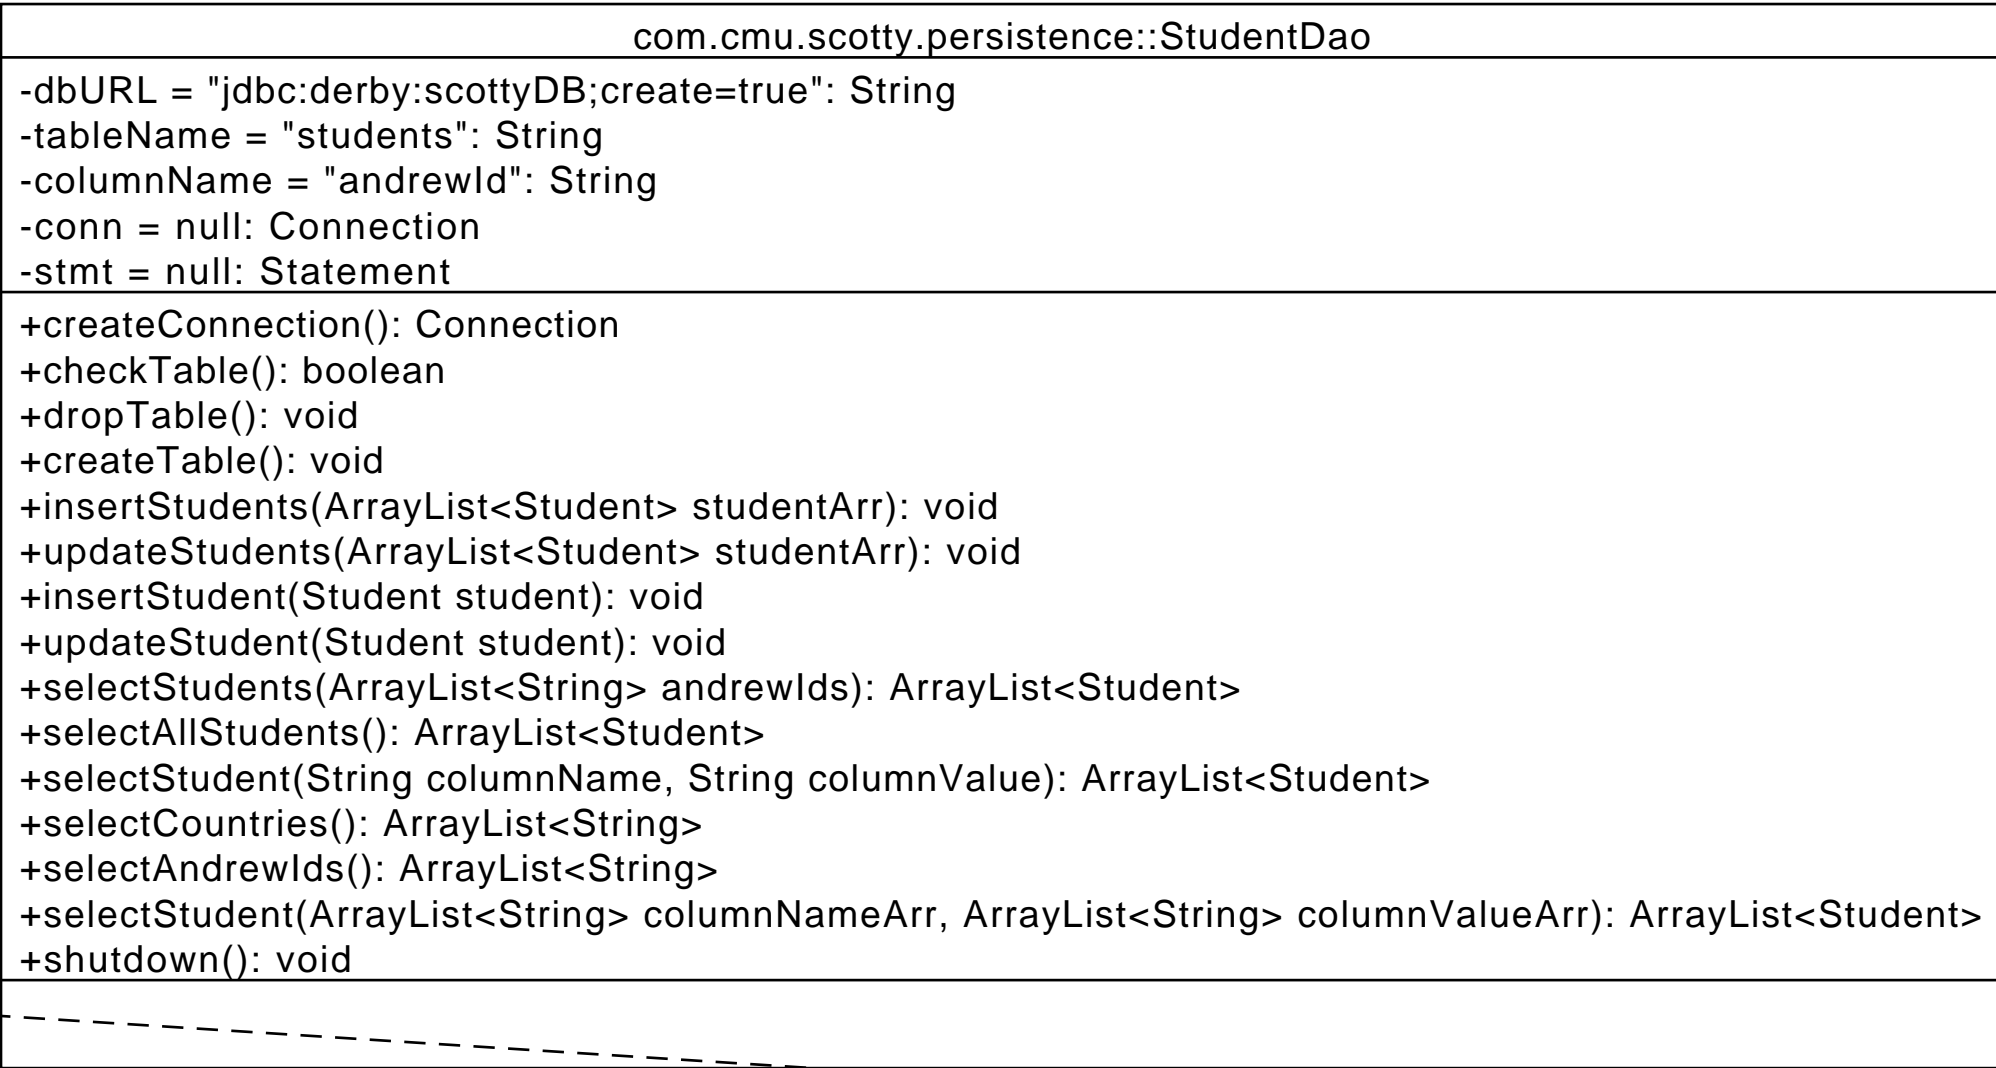 com.cmu.scotty.persistence::StudentDao
-dbURL = "jdbc:derby:scottyDB;create=true": String
-tableName = "students": String
-columnName = "andrewId": String
-conn = null: Connection
-stmt = null: Statement
+createConnection(): Connection
+checkTable(): boolean
+dropTable(): void
+createTable(): void
+insertStudents(ArrayList<Student> studentArr): void
+updateStudents(ArrayList<Student> studentArr): void
+insertStudent(Student student): void
+updateStudent(Student student): void
+selectStudents(ArrayList<String> andrewIds): ArrayList<Student>
+selectAllStudents(): ArrayList<Student>
+selectStudent(String columnName, String columnValue): ArrayList<Student>
+selectCountries(): ArrayList<String>
+selectAndrewIds(): ArrayList<String>
+selectStudent(ArrayList<String> columnNameArr, ArrayList<String> columnValueArr): ArrayList<Student>
+shutdown(): void